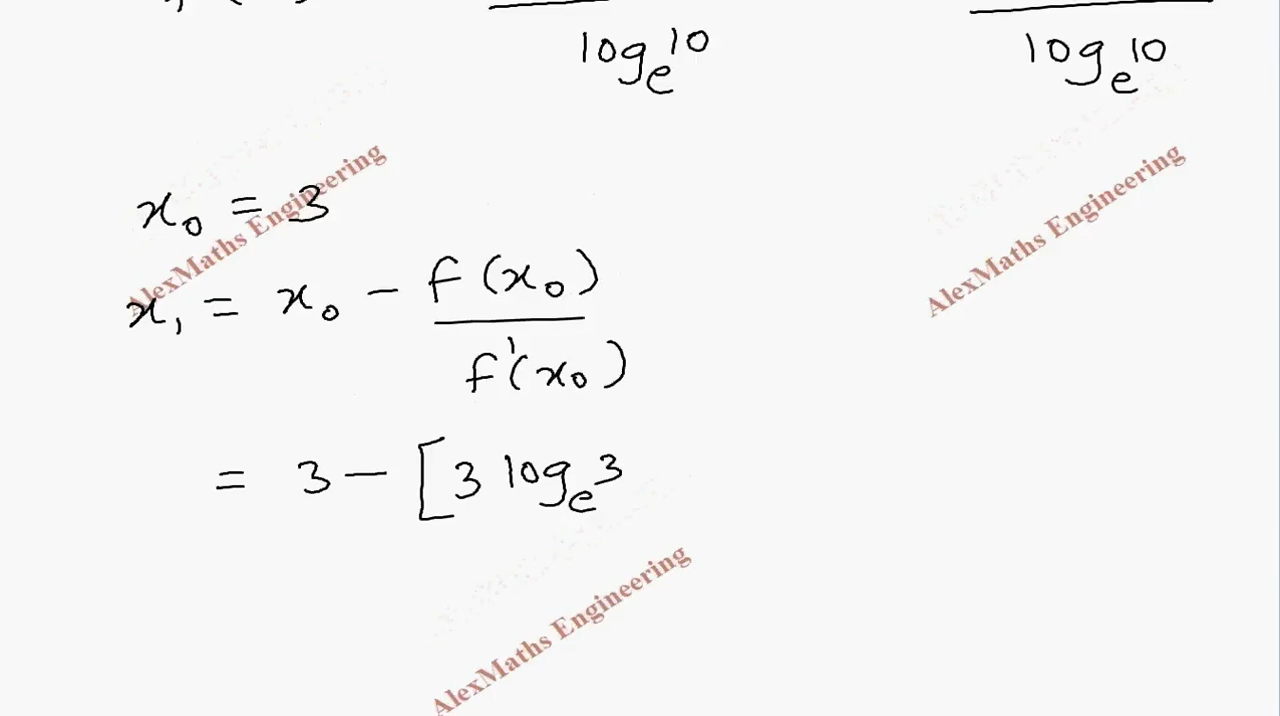 log_e 10 log_e 10
x₀ = 3
x₁ = x₀ - f(x₀) / f'(x₀)
= 3 - [3 log_e 3
AlexMaths Engineering
AlexMaths Engineering
AlexMaths Engineering